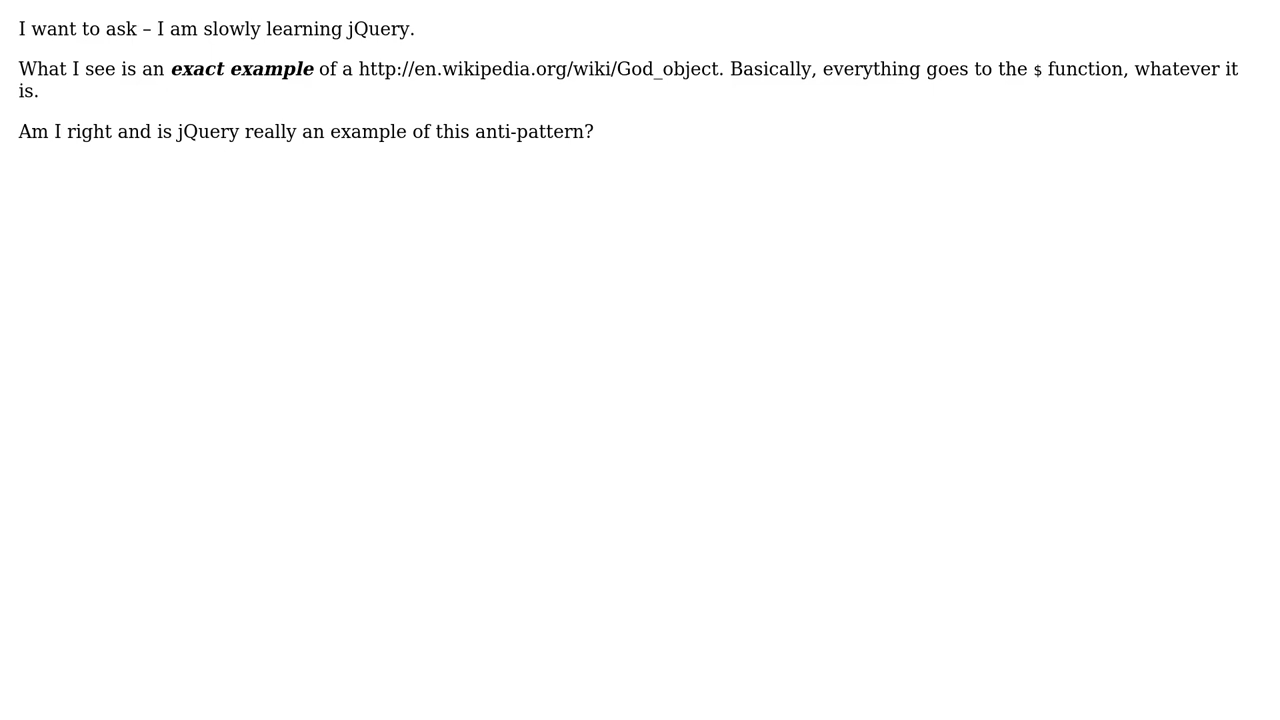 I want to ask – I am slowly learning jQuery.
What I see is an exact example of a http://en.wikipedia.org/wiki/God_object. Basically, everything goes to the $ function, whatever it
is.
Am I right and is jQuery really an example of this anti-pattern?